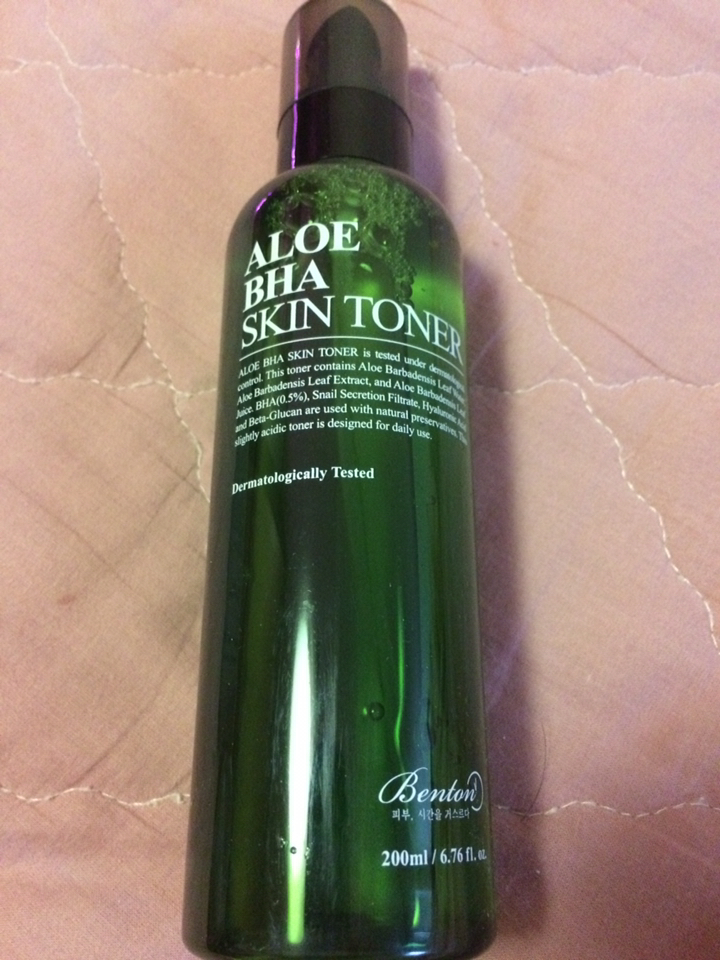 ALOE
BHA
SKIN TONER
ALOE BHA SKIN TONER is tested under
control. This toner contains Aloe Barbadensis Leaf
Aloe Barbadensis Leaf Extract, and Aloe Barbadensis Leaf
Juice. BHA(0.5%), Snail Secretion Filtrate, Hyaluronic Acid
and Beta-Glucan are used with natural preservatives. This
slightly acidic toner is designed for daily use.
Dermatologically Tested
Benton
피부, 시간을 거스르다
200ml / 6.76 fl. oz.